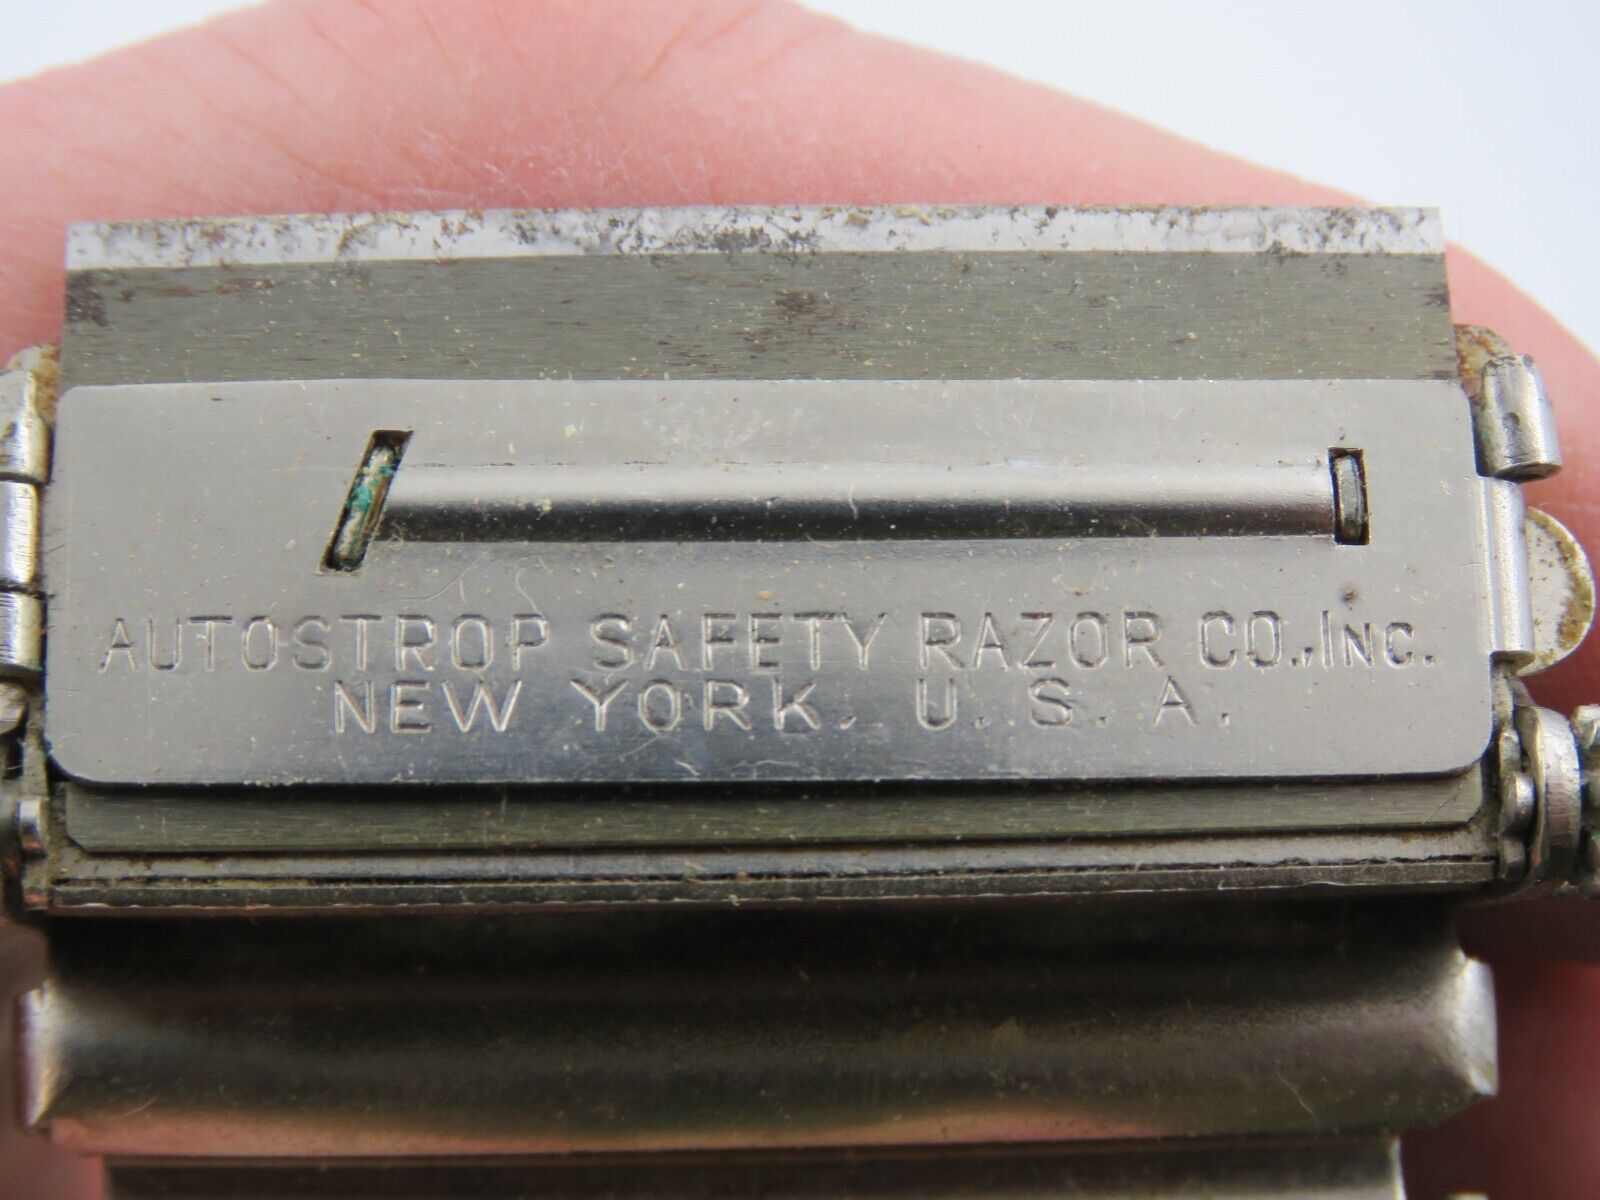 AUTOSTROP SAFETY RAZOR CO., INC.
NEW YORK. U. S. A.